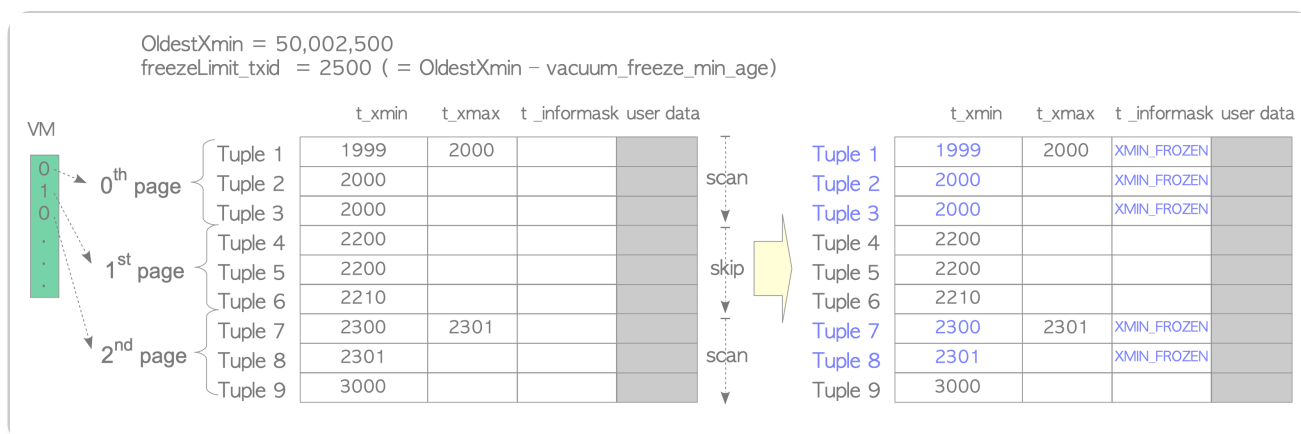 OldestXmin = 50,002,500
freezeLimit_txid = 2500 ( = OldestXmin − vacuum_freeze_min_age)
t_xmin t_xmax t _informask user data t_xmin t_xmax t _informask user data
VM
0 0th page Tuple 1 1999 2000 scan Tuple 1 1999 2000 XMIN_FROZEN
1 Tuple 2 2000 Tuple 2 2000 XMIN_FROZEN
0 Tuple 3 2000 Tuple 3 2000 XMIN_FROZEN
. Tuple 4 2200 Tuple 4 2200
. 1st page Tuple 5 2200 skip Tuple 5 2200
. Tuple 6 2210 Tuple 6 2210
Tuple 7 2300 2301 Tuple 7 2300 2301 XMIN_FROZEN
2nd page Tuple 8 2301 scan Tuple 8 2301 XMIN_FROZEN
Tuple 9 3000 Tuple 9 3000